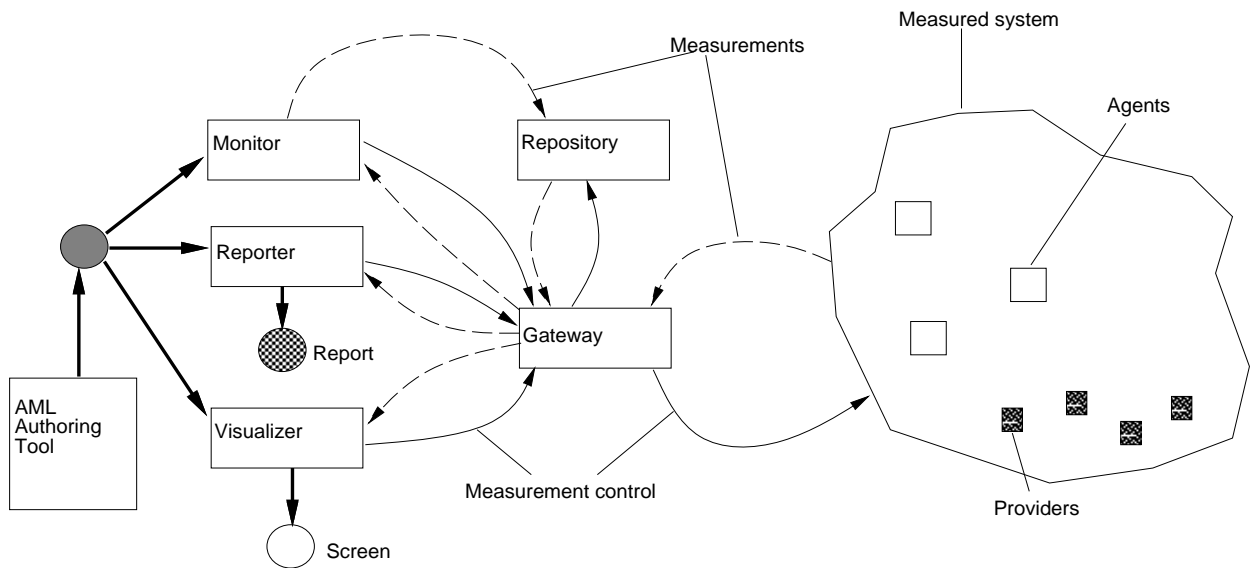 Measured system
Measurements
Agents
Monitor
Repository
Reporter
Gateway
Report
AML
Authoring
Tool
Visualizer
Measurement control
Providers
Screen